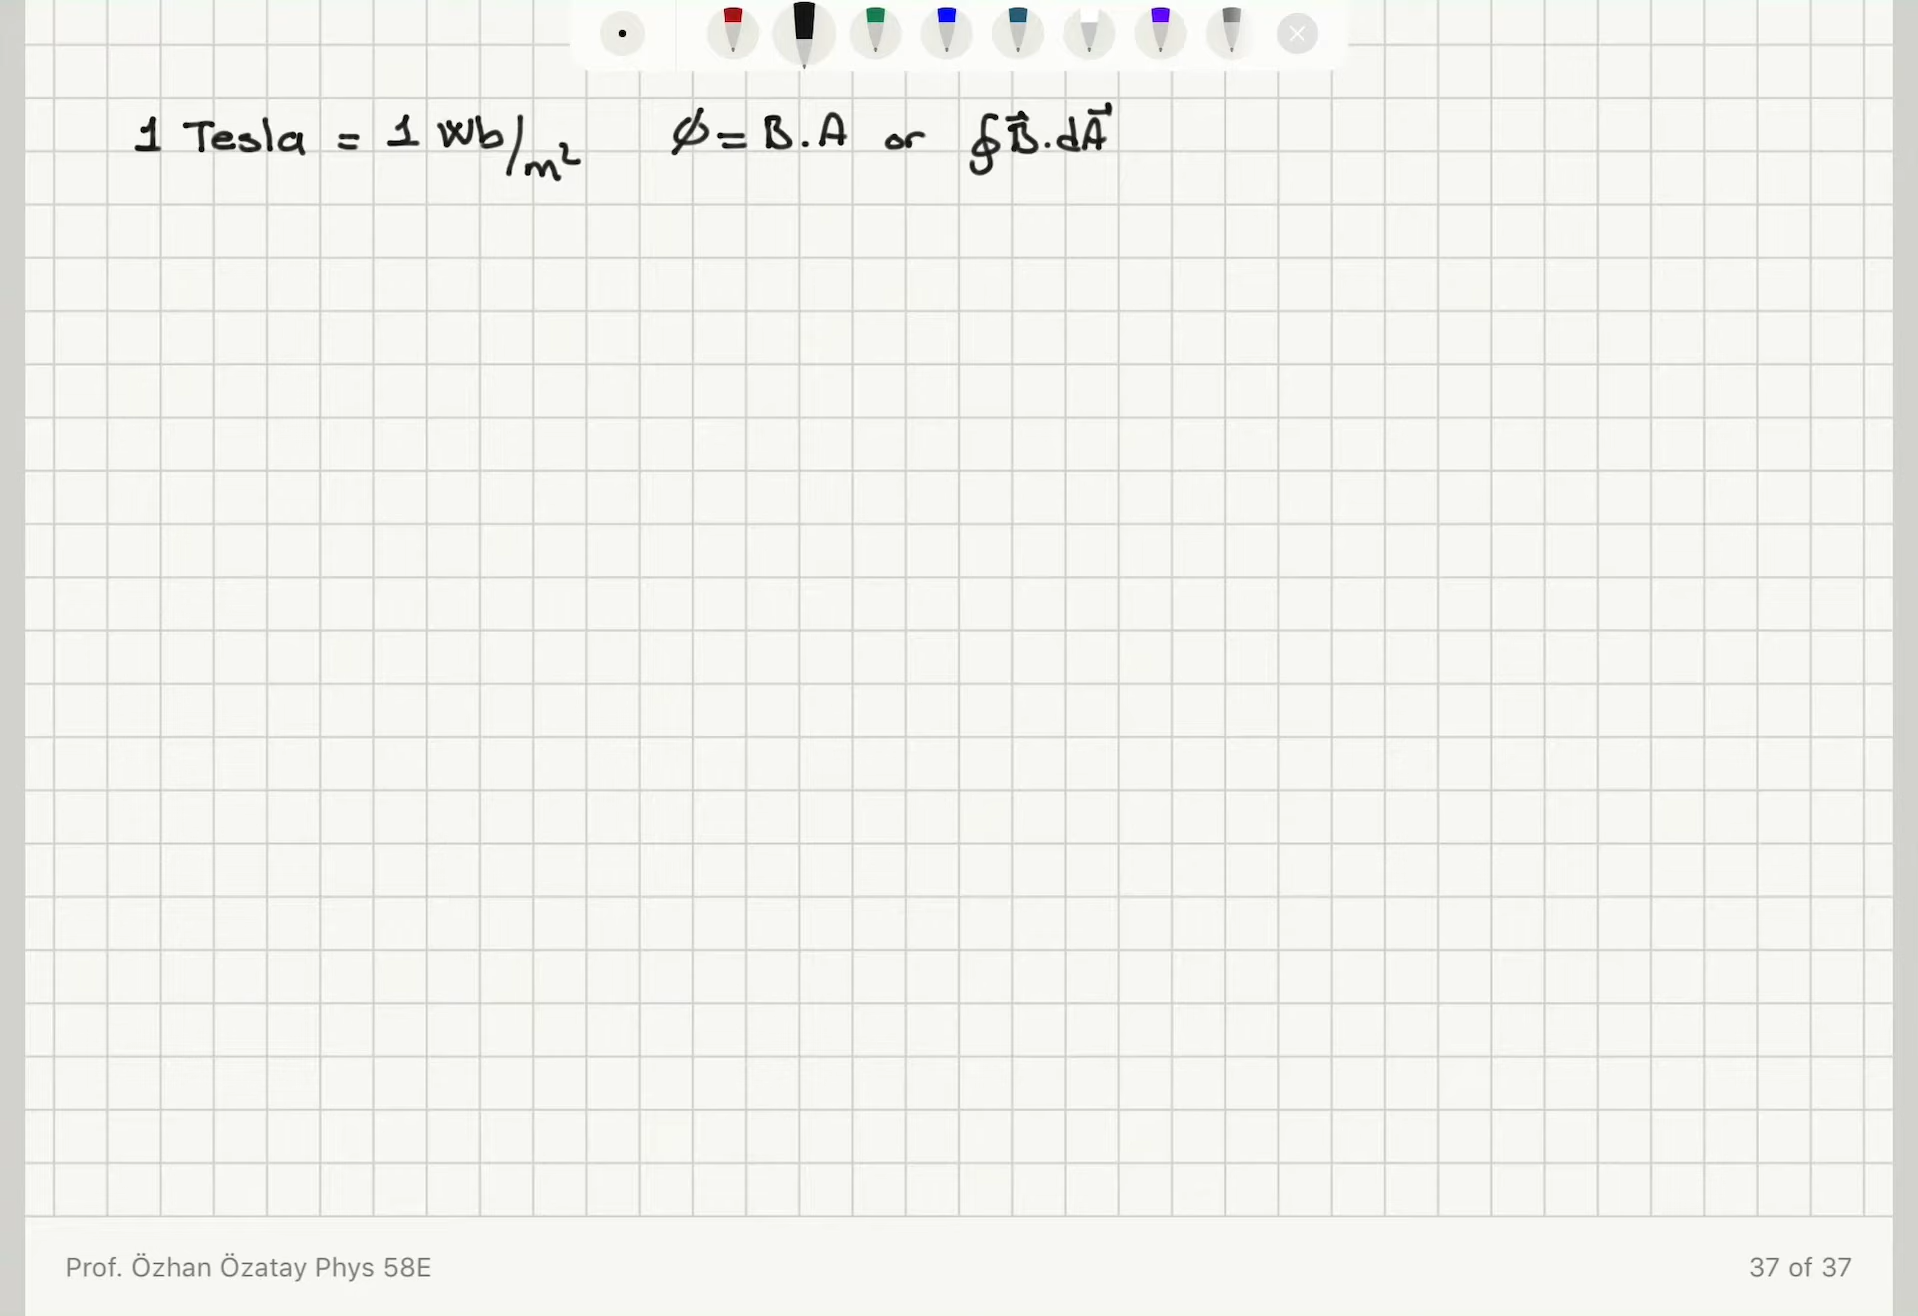 1 Tesla = 1 Wb/m² ϕ = B.A or ∮B⃗.dA⃗
Prof. Özhan Özatay Phys 58E
37 of 37